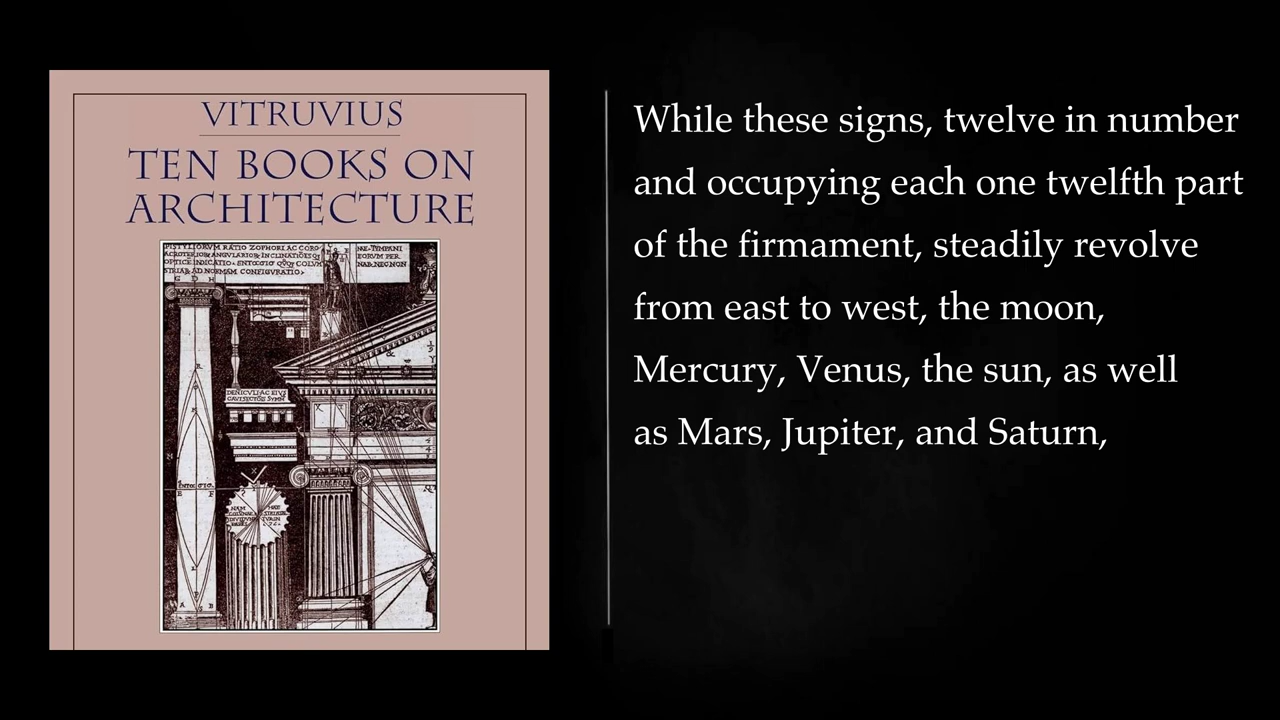 VITRUVIUS
TEN BOOKS ON
ARCHITECTURE
While these signs, twelve in number
and occupying each one twelfth part
of the firmament, steadily revolve
from east to west, the moon,
Mercury, Venus, the sun, as well
as Mars, Jupiter, and Saturn,